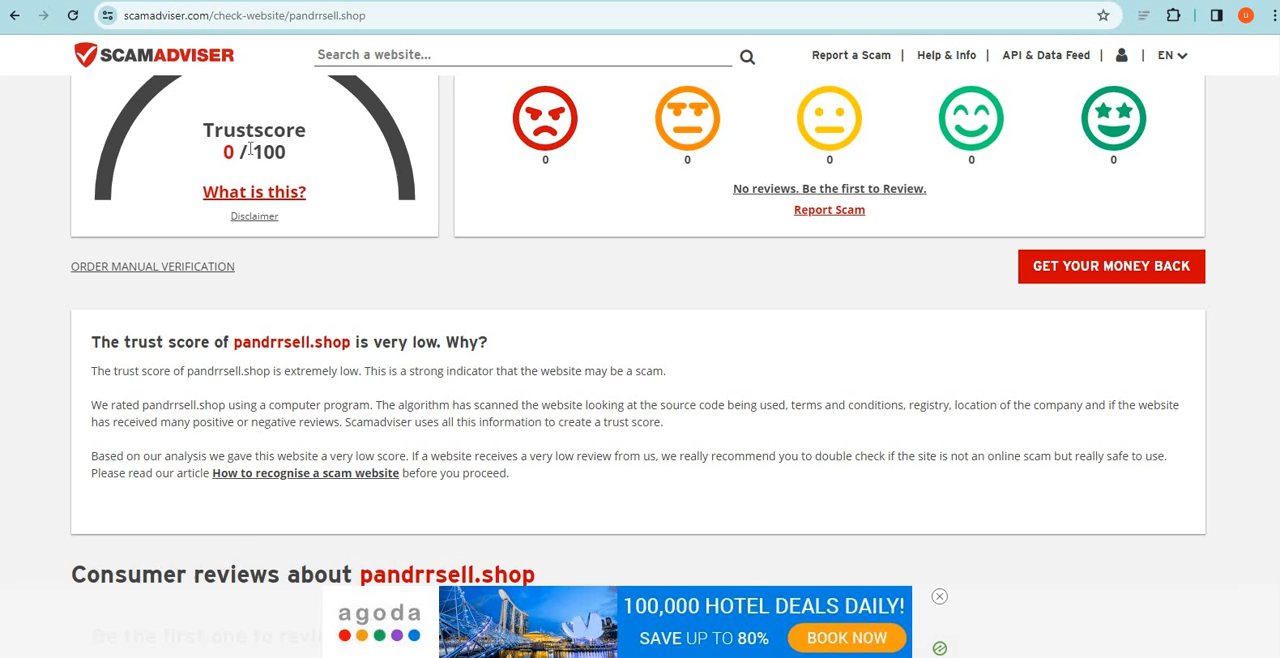 scamadviser.com/check-website/pandrrsell.shop
u
SCAMADVISER
Search a website...
Report a Scam | Help & Info | API & Data Feed | | EN
Trustscore
0 / 100
What is this?
Disclaimer
0 0 0 0 0
No reviews. Be the first to Review.
Report Scam
ORDER MANUAL VERIFICATION
GET YOUR MONEY BACK
The trust score of pandrrsell.shop is very low. Why?
The trust score of pandrrsell.shop is extremely low. This is a strong indicator that the website may be a scam.
We rated pandrrsell.shop using a computer program. The algorithm has scanned the website looking at the source code being used, terms and conditions, registry, location of the company and if the website
has received many positive or negative reviews. Scamadviser uses all this information to create a trust score.
Based on our analysis we gave this website a very low score. If a website receives a very low review from us, we really recommend you to double check if the site is not an online scam but really safe to use.
Please read our article How to recognise a scam website before you proceed.
Consumer reviews about pandrrsell.shop
Be the first one to revi
agoda
100,000 HOTEL DEALS DAILY!
SAVE UP TO 80%
BOOK NOW